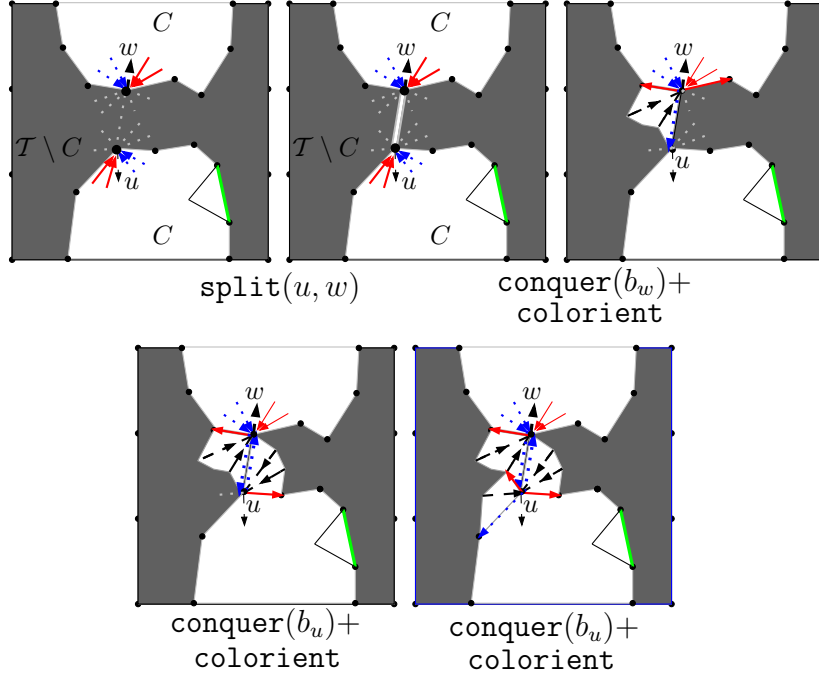 C
w
𝒯 \ C
u
C
C
w
𝒯 \ C
u
C
w
u
split(u, w)
conquer(b_w)+
colorient
w
u
w
u
conquer(b_u)+
colorient
conquer(b_u)+
colorient